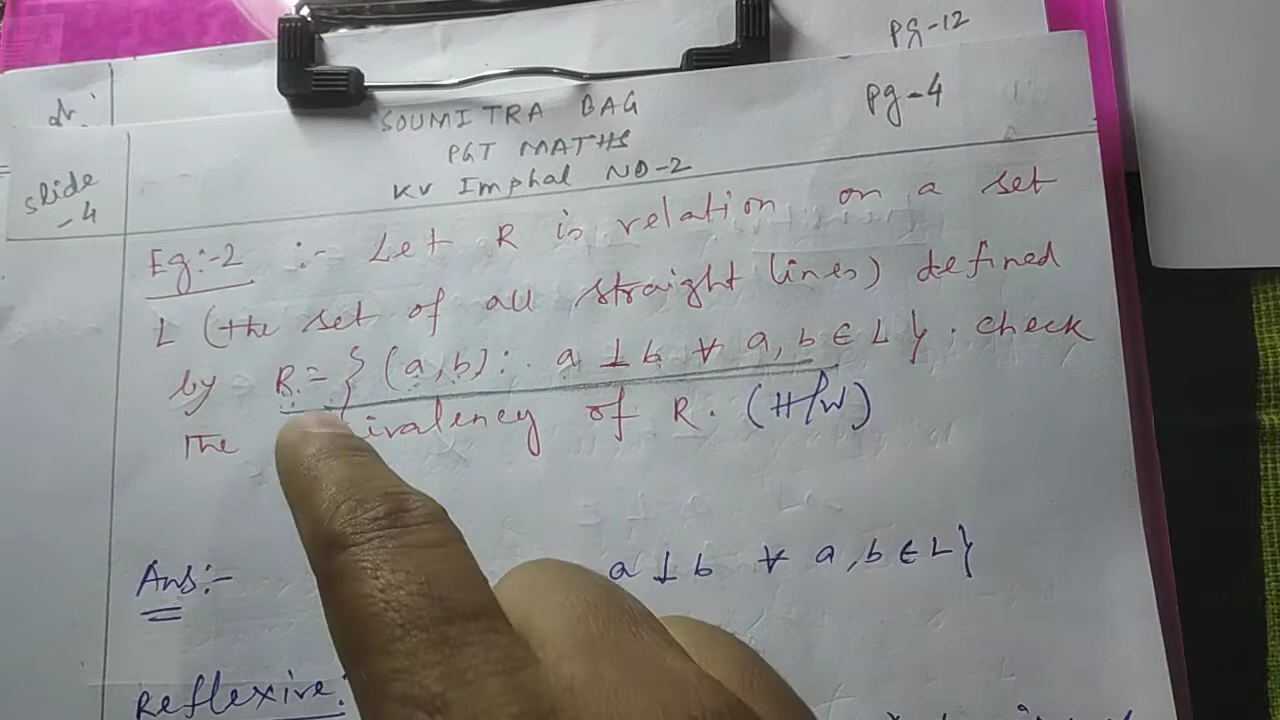 Pg-12
SOUMITRA BAG
Pg-4
PGT MATHS
KV Imphal NO-2
slide
-4
Eg:-2 :- Let R is relation on a set
L (the set of all straight lines) defined
by R = {(a, b): a ⊥ b ∀ a, b ∈ L}. check
The ivalency of R. (H/W)
Ans:-
a ⊥ b ∀ a, b ∈ L}
Reflexive: